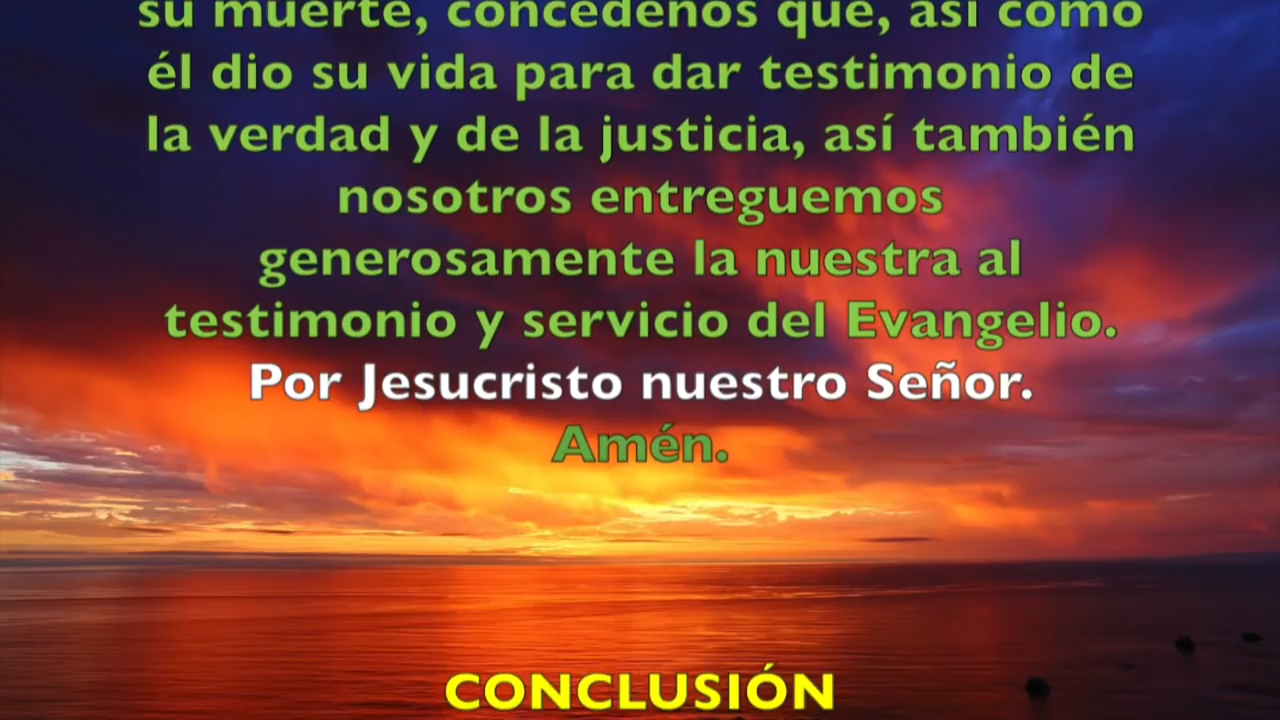 su muerte, concédenos que, así como
él dio su vida para dar testimonio de
la verdad y de la justicia, así también
nosotros entreguemos
generosamente la nuestra al
testimonio y servicio del Evangelio.
Por Jesucristo nuestro Señor.
Amén.
CONCLUSIÓN